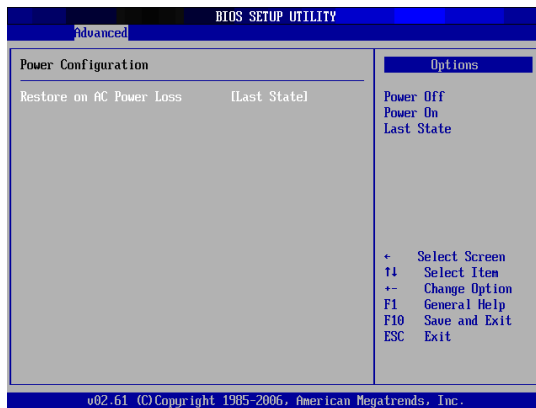 BIOS SETUP UTILITY
Advanced
Power Configuration
Restore on AC Power Loss [Last State]
Options
Power Off
Power On
Last State
← Select Screen
↑↓ Select Item
+- Change Option
F1 General Help
F10 Save and Exit
ESC Exit
v02.61 (C)Copyright 1985-2006, American Megatrends, Inc.